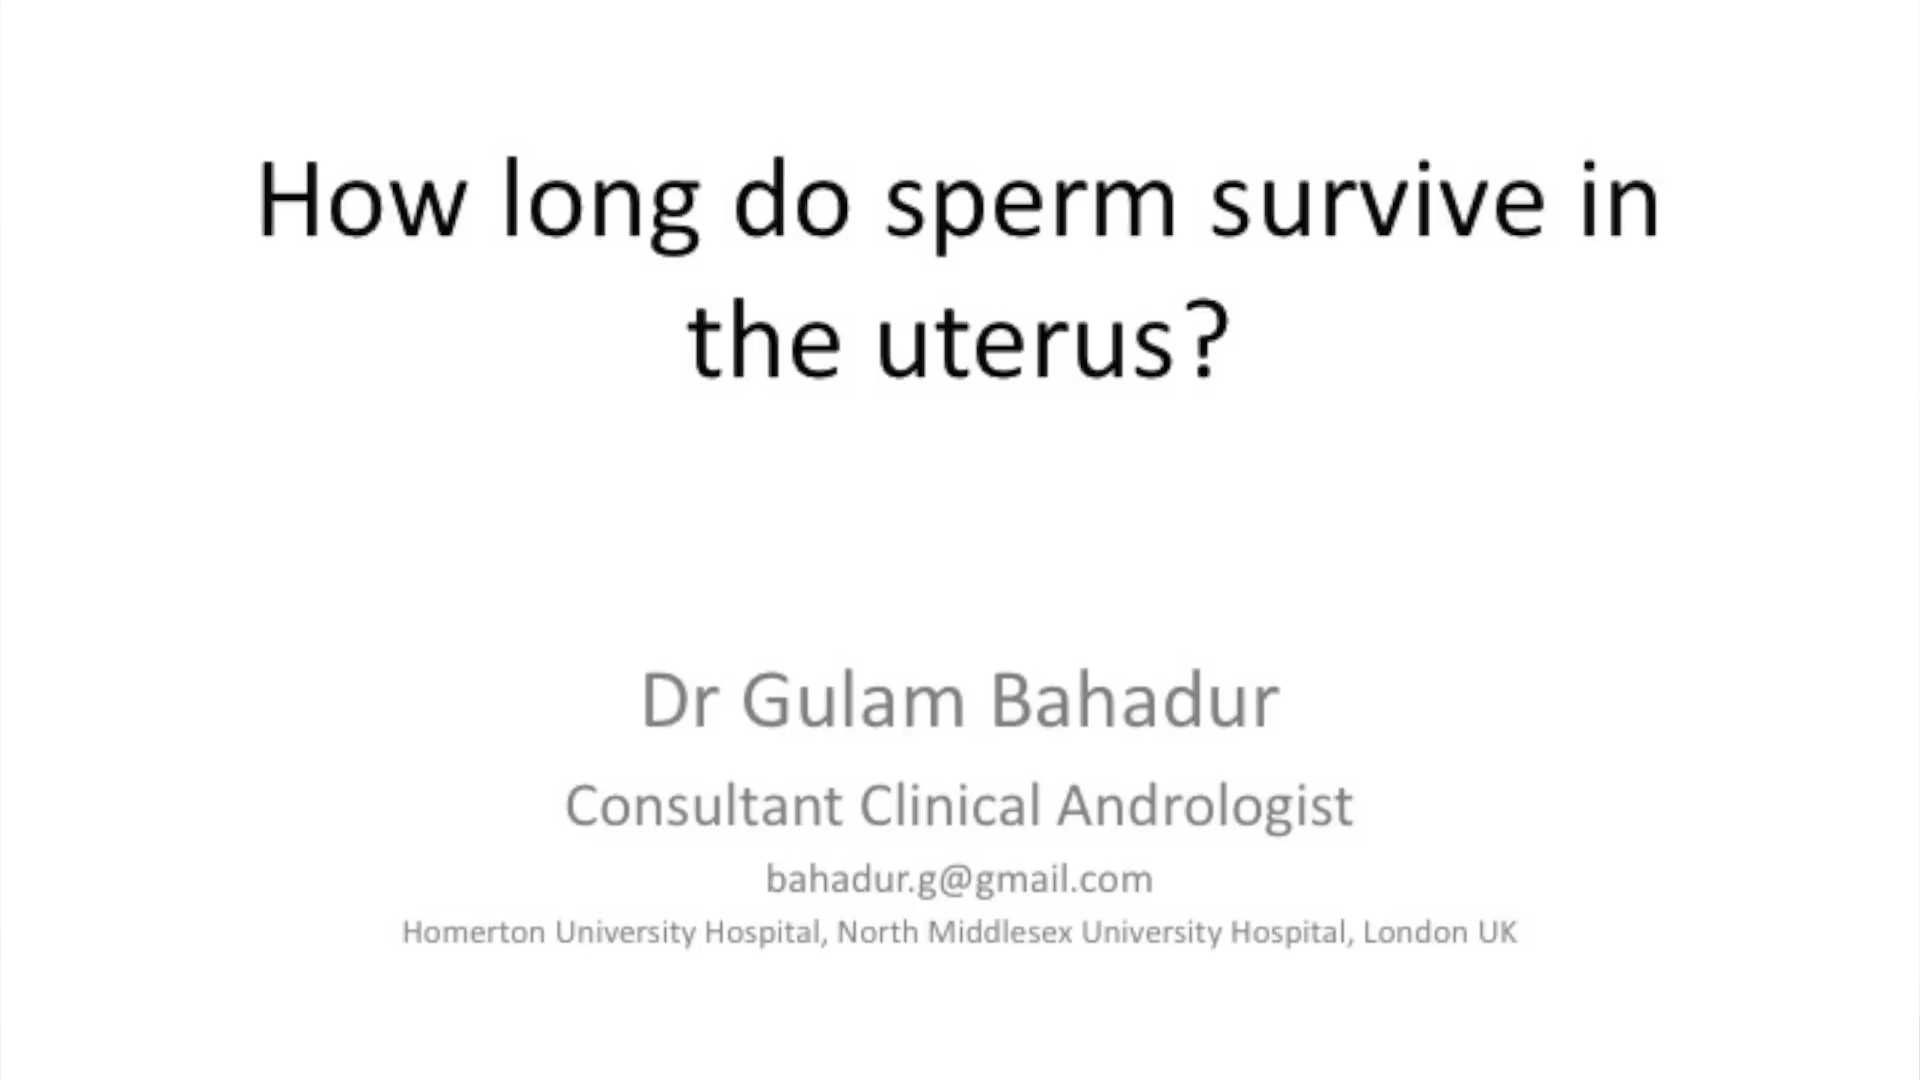 How long do sperm survive in
the uterus?
Dr Gulam Bahadur
Consultant Clinical Andrologist
bahadur.g@gmail.com
Homerton University Hospital, North Middlesex University Hospital, London UK